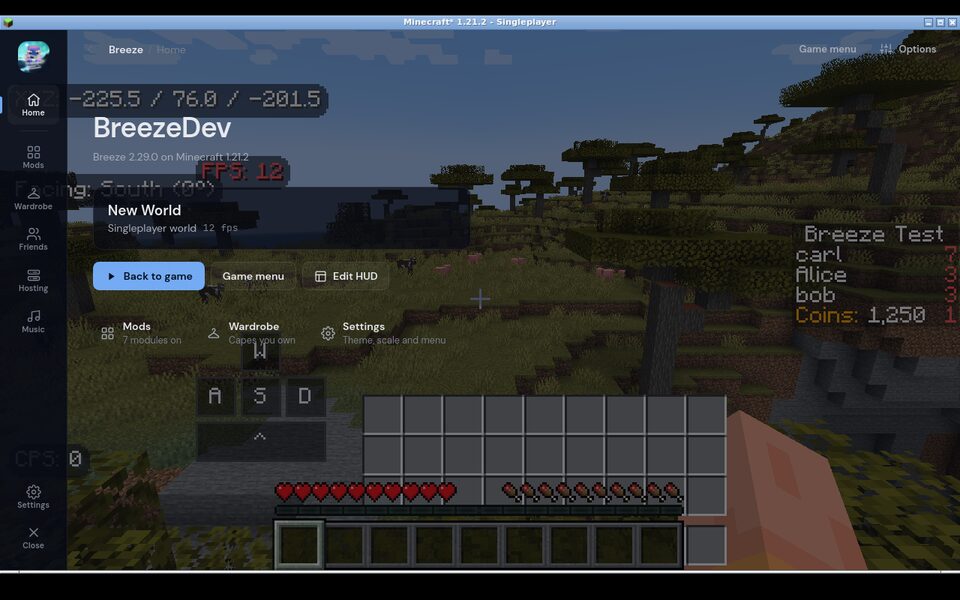 Minecraft* 1.21.2 - Singleplayer
Breeze / Home
Game menu
Options
-225.5 / 76.0 / -201.5
Home
BreezeDev
Breeze 2.29.0 on Minecraft 1.21.2
FPS: 12
Mods
Facing: South (0°)
Wardrobe
New World
Singleplayer world 12 fps
Friends
Breeze Test
carl 7
Alice 3
bob 3
Coins: 1,250 1
Back to game
Game menu
Edit HUD
Hosting
Music
Mods
7 modules on
Wardrobe
Capes you own
Settings
Theme, scale and menu
W
A S D
^
CPS: 0
Settings
Close